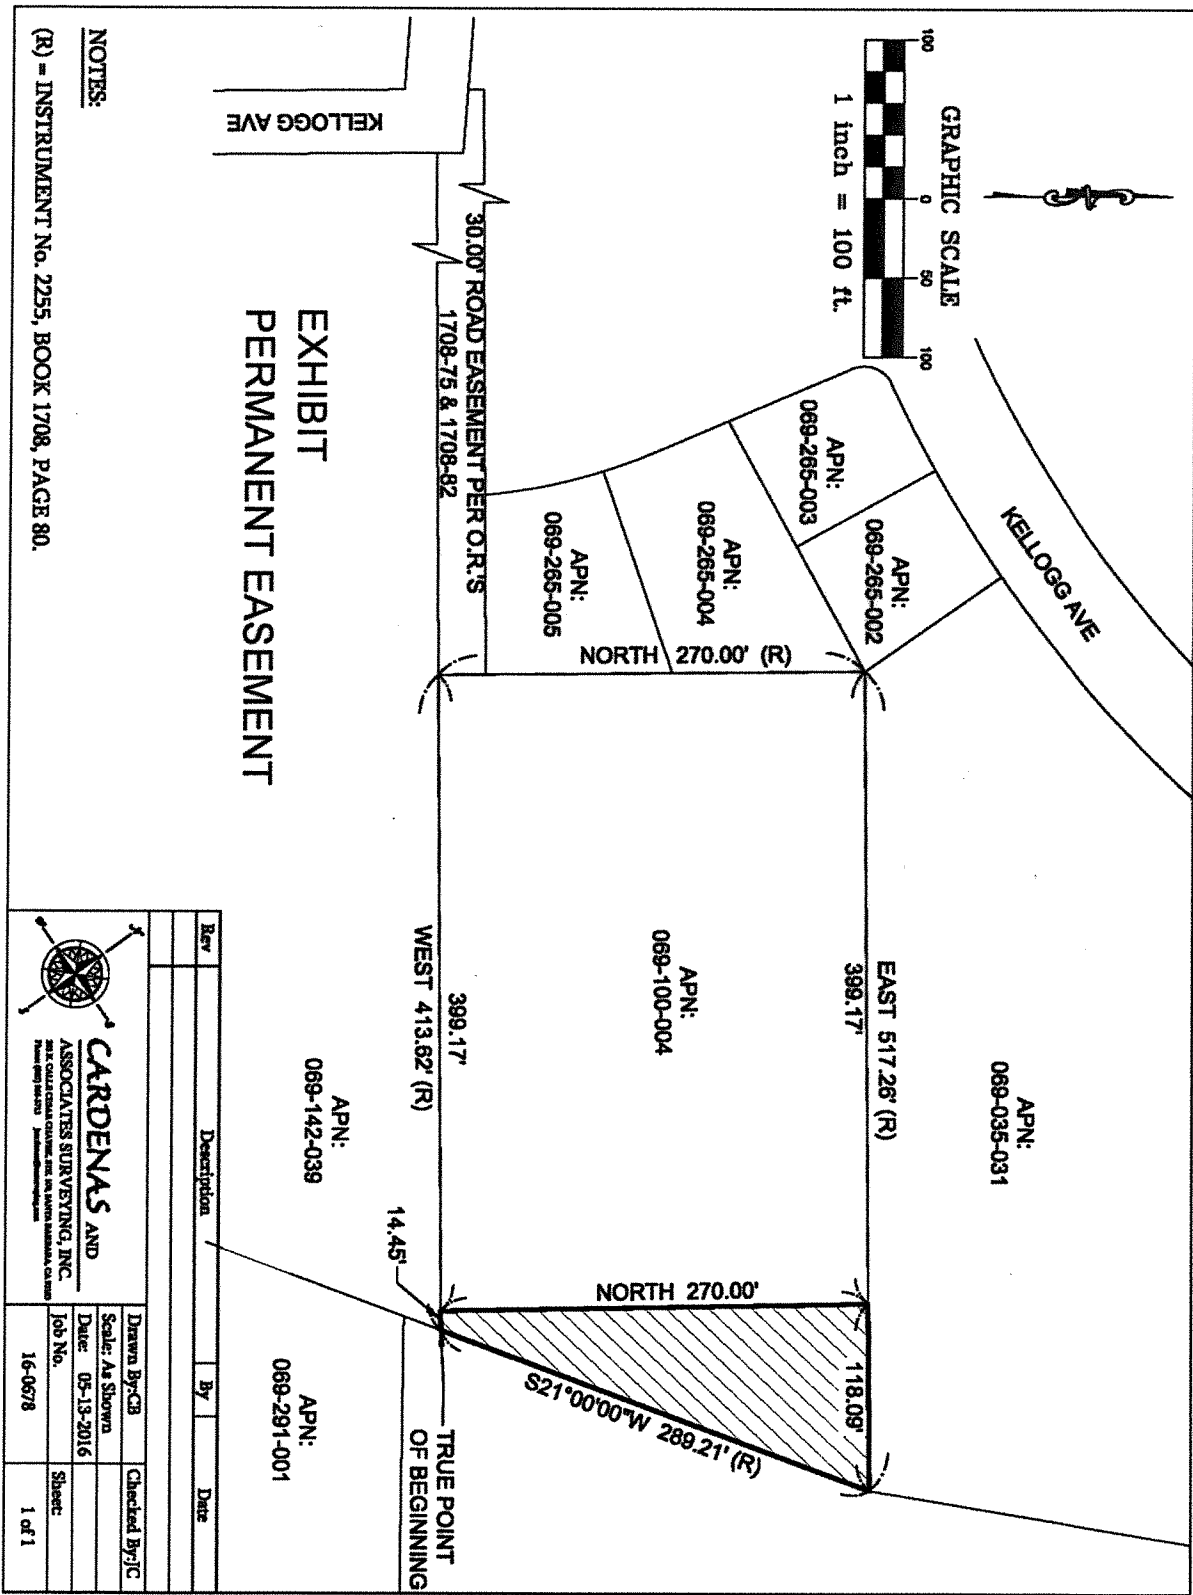 GRAPHIC SCALE
100
0
50
100
1 inch = 100 ft.
KELLOGG AVE
APN:
069-265-002
APN:
069-265-003
APN:
069-265-004
APN:
069-265-005
NORTH 270.00' (R)
APN:
069-035-031
EAST 517.26' (R)
399.17'
118.09'
APN:
069-100-004
NORTH 270.00'
S21°00'00"W 289.21' (R)
399.17'
WEST 413.62' (R)
14.45'
TRUE POINT
OF BEGINNING
30.00' ROAD EASEMENT PER O.R.'S
1708-75 & 1708-82
KELLOGG AVE
APN:
069-142-039
APN:
069-291-001
EXHIBIT
PERMANENT EASEMENT
NOTES:
(R) = INSTRUMENT No. 2255, BOOK 1708, PAGE 80.
Rev Description By Date
CARDENAS AND
ASSOCIATES SURVEYING, INC.
Drawn By:CB Checked By:JC
Scale: As Shown
Date: 05-13-2016
Job No. 16-0678
Sheet: 1 of 1